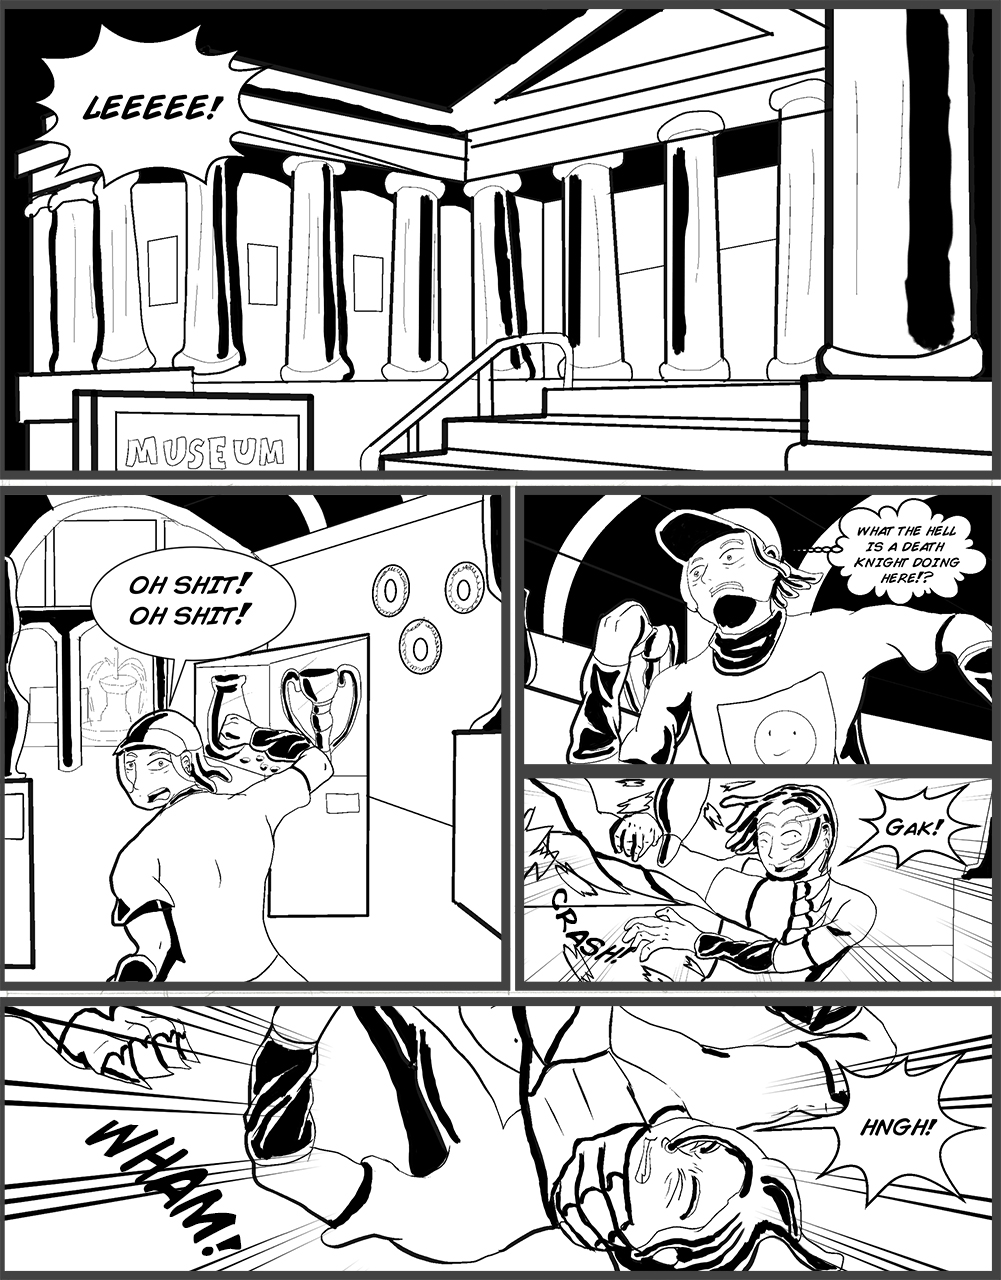 LEEEEE!
MUSEUM
OH SHIT!
OH SHIT!
WHAT THE HELL
IS A DEATH
KNIGHT DOING
HERE!?
GAK!
CRASH!
HNGH!
WHAM!